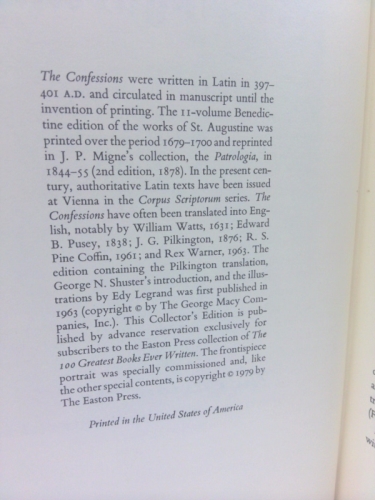 The Confessions were written in Latin in 397–
401 A.D. and circulated in manuscript until the
invention of printing. The 11-volume Benedic-
tine edition of the works of St. Augustine was
printed over the period 1679–1700 and reprinted
in J. P. Migne's collection, the Patrologia, in
1844–55 (2nd edition, 1878). In the present cen-
tury, authoritative Latin texts have been issued
at Vienna in the Corpus Scriptorum series. The
Confessions have often been translated into Eng-
lish, notably by William Watts, 1631; Edward
B. Pusey, 1838; J. G. Pilkington, 1876; R. S.
Pine Coffin, 1961; and Rex Warner, 1963. The
edition containing the Pilkington translation,
George N. Shuster's introduction, and the illus-
trations by Edy Legrand was first published in
1963 (copyright © by The George Macy Com-
panies, Inc.). This Collector's Edition is pub-
lished by advance reservation exclusively for
subscribers to the Easton Press collection of The
100 Greatest Books Ever Written. The frontispiece
portrait was specially commissioned and, like
the other special contents, is copyright © 1979 by
The Easton Press.
Printed in the United States of America